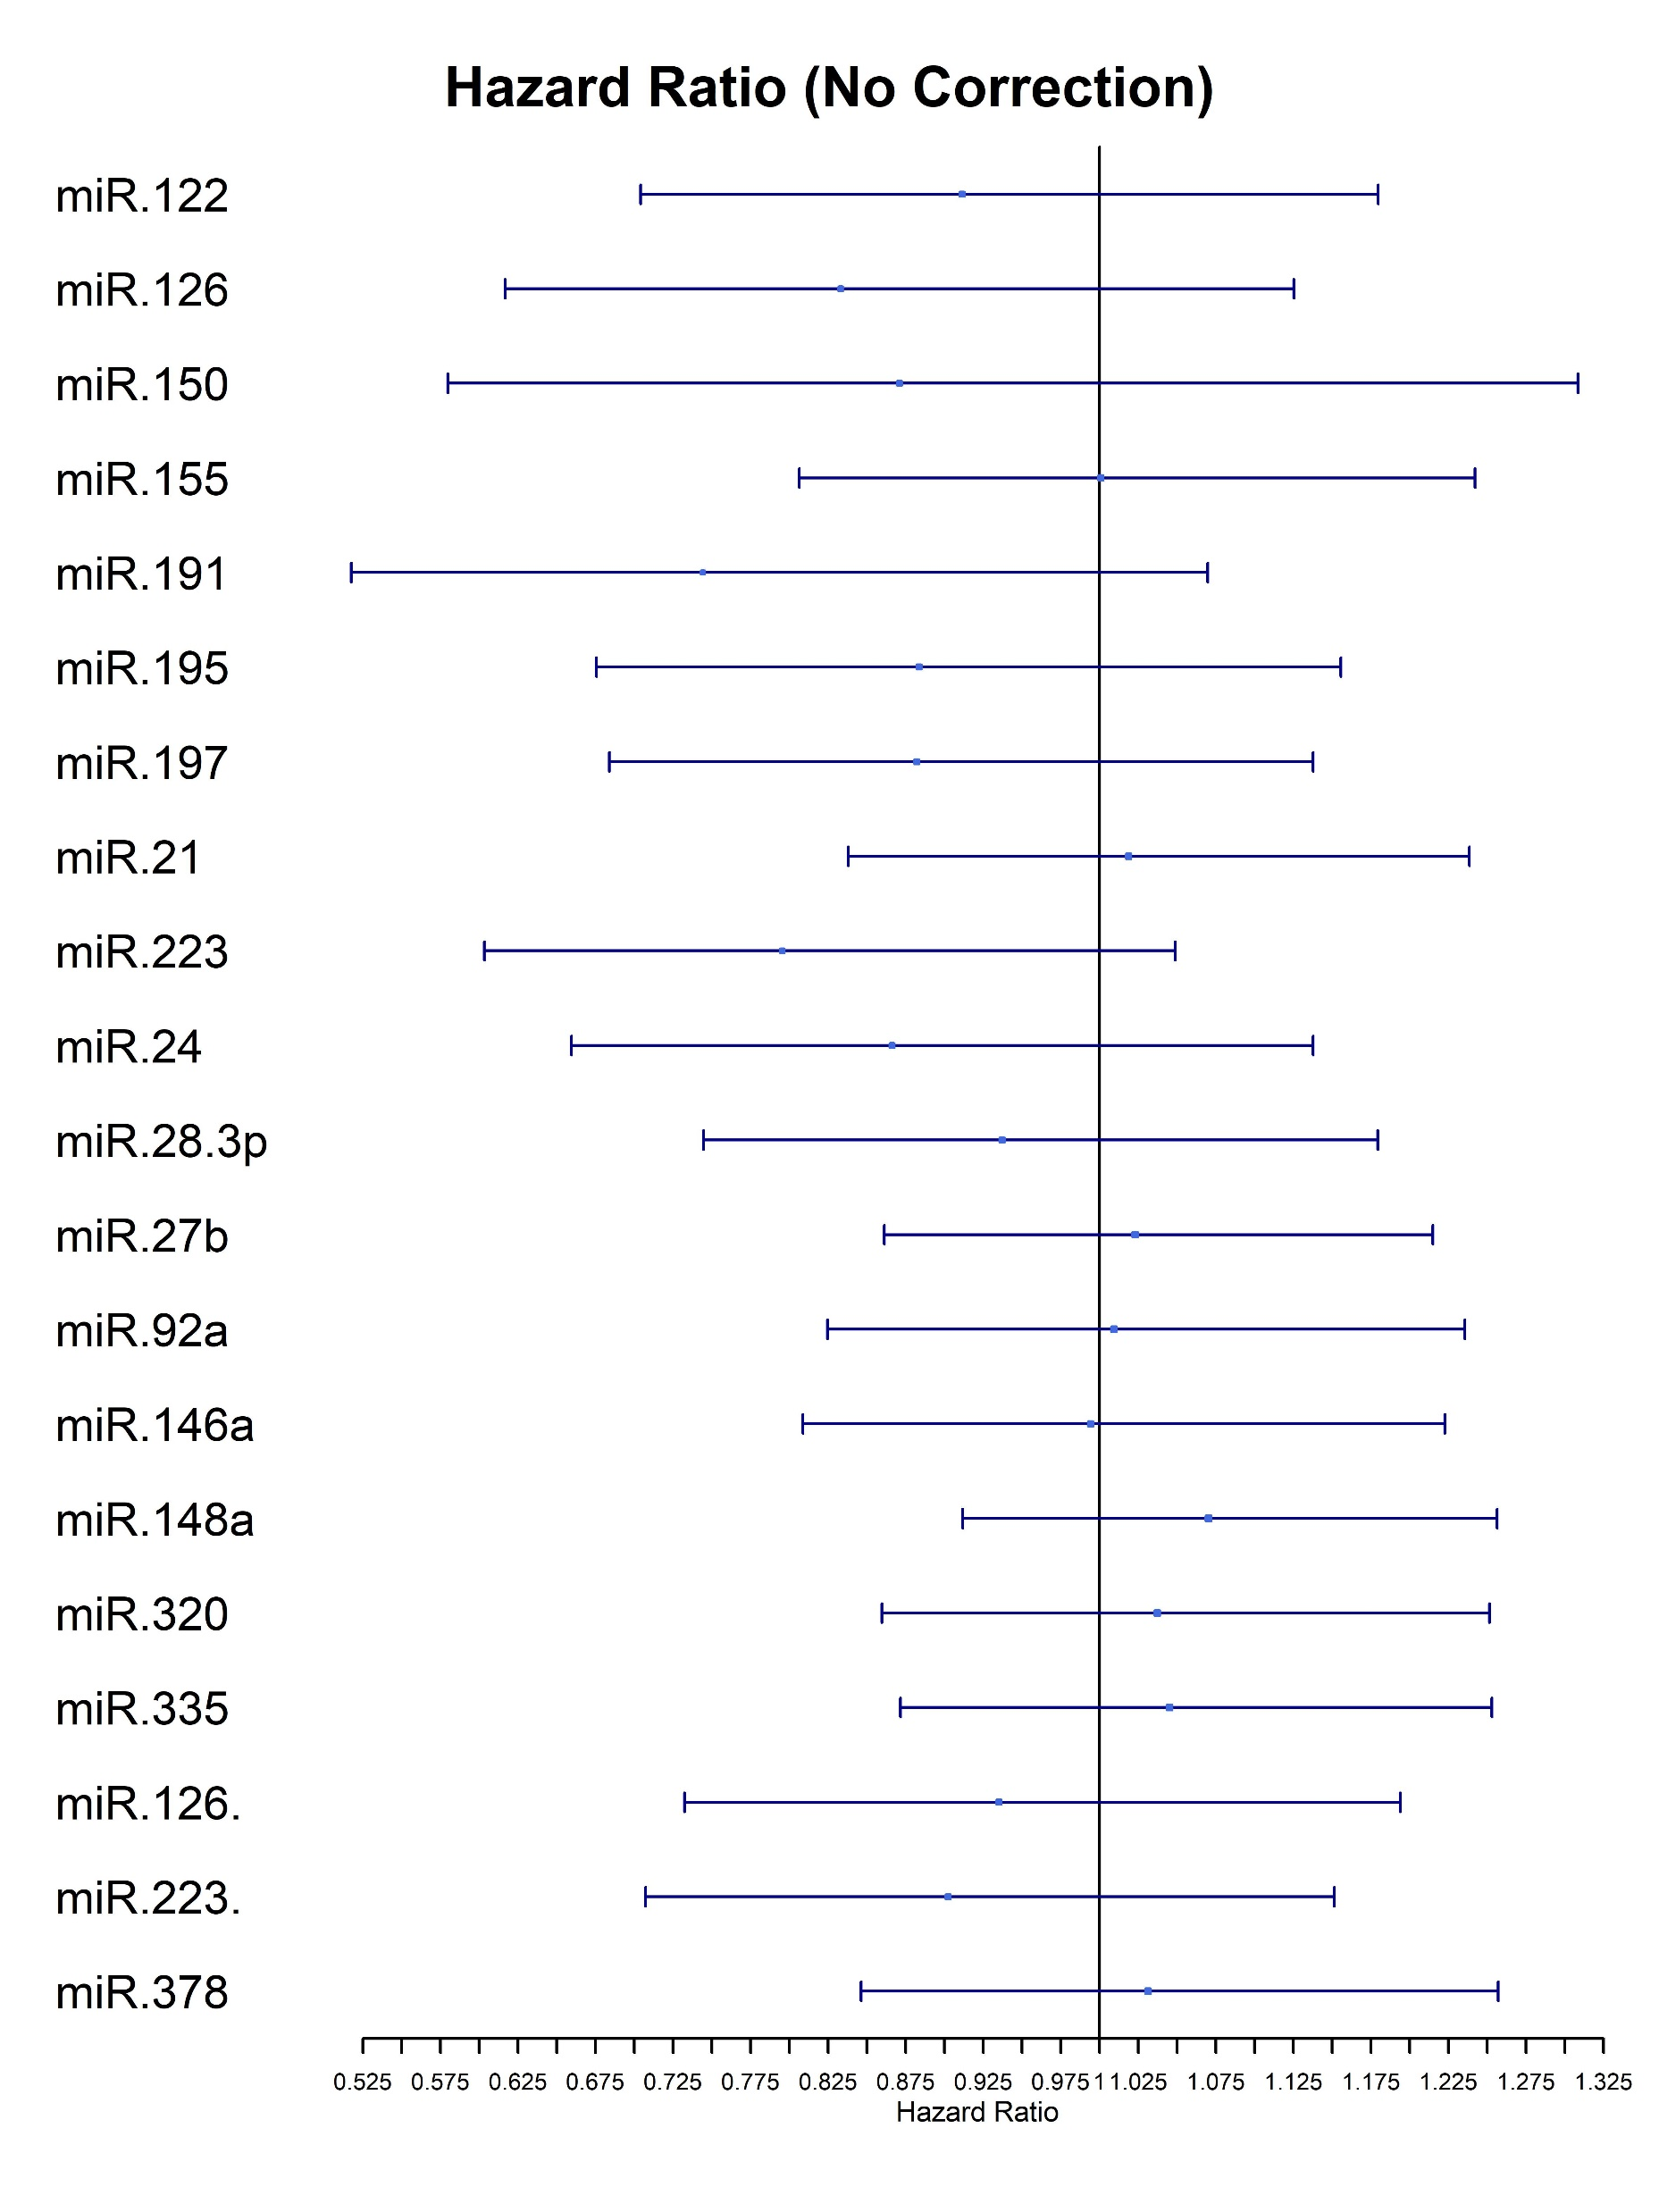 Hazard Ratio (No Correction)
miR.122
miR.126
miR.150
miR.155
miR.191
miR.195
miR.197
miR.21
miR.223
miR.24
miR.28.3p
miR.27b
miR.92a
miR.146a
miR.148a
miR.320
miR.335
miR.126.
miR.223.
miR.378
0.525 0.575 0.625 0.675 0.725 0.775 0.825 0.875 0.925 0.975 1 1.025 1.075 1.125 1.175 1.225 1.275 1.325
Hazard Ratio